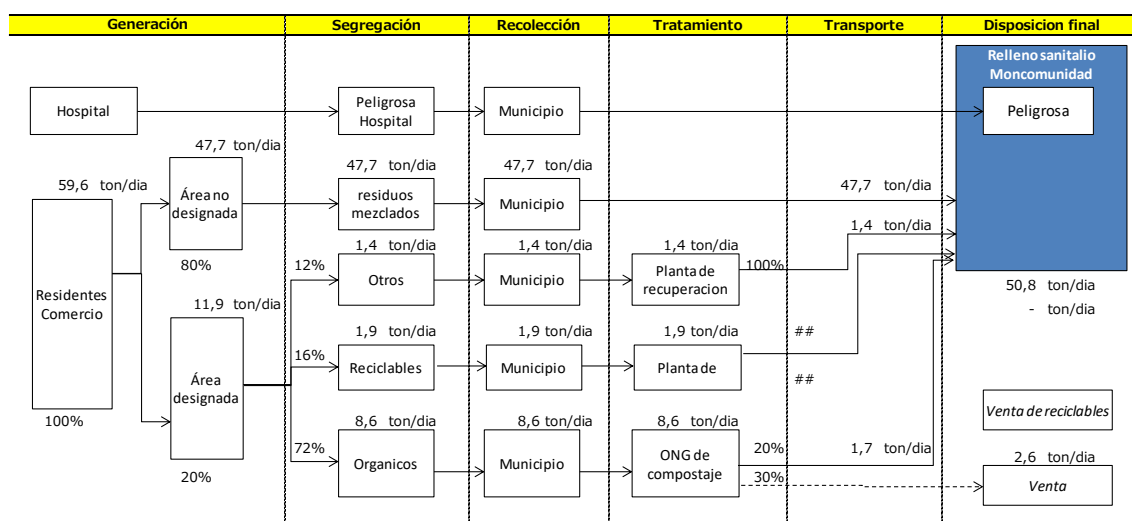 Generación
Segregación
Recolección
Tratamiento
Transporte
Disposicion final
Relleno sanitalio
Moncomunidad
Hospital
Peligrosa
Hospital
Municipio
Peligrosa
47,7 ton/dia
59,6 ton/dia
Área no
designada
80%
47,7 ton/dia
residuos
mezclados
47,7 ton/dia
Municipio
47,7 ton/dia
Residentes
Comercio
100%
11,9 ton/dia
Área
designada
20%
12%
1,4 ton/dia
Otros
1,4 ton/dia
Municipio
1,4 ton/dia
Planta de
recuperacion
100%
1,4 ton/dia
50,8 ton/dia
- ton/dia
16%
1,9 ton/dia
Reciclables
1,9 ton/dia
Municipio
1,9 ton/dia
Planta de
##
##
Venta de reciclables
72%
8,6 ton/dia
Organicos
8,6 ton/dia
Municipio
8,6 ton/dia
ONG de
compostaje
20%
30%
1,7 ton/dia
2,6 ton/dia
Venta